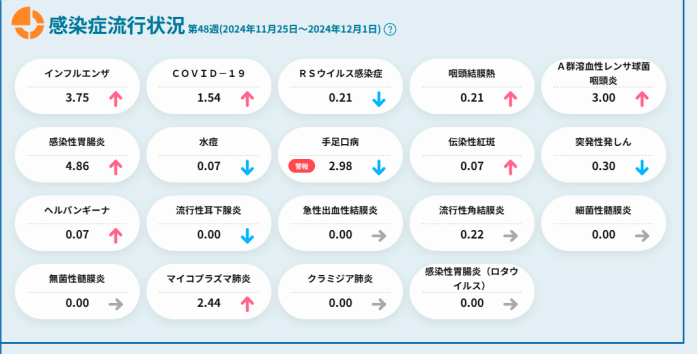 感染症流行状況 第48週(2024年11月25日～2024年12月1日) ?
インフルエンザ
3.75
ＣＯＶＩＤ－１９
1.54
ＲＳウイルス感染症
0.21
咽頭結膜熱
0.21
Ａ群溶血性レンサ球菌
咽頭炎
3.00
感染性胃腸炎
4.86
水痘
0.07
手足口病
警報 2.98
伝染性紅斑
0.07
突発性発しん
0.30
ヘルパンギーナ
0.07
流行性耳下腺炎
0.00
急性出血性結膜炎
0.00
流行性角結膜炎
0.22
細菌性髄膜炎
0.00
無菌性髄膜炎
0.00
マイコプラズマ肺炎
2.44
クラミジア肺炎
0.00
感染性胃腸炎（ロタウ
イルス）
0.00